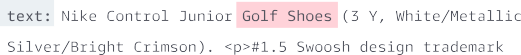 text: Nike Control Junior Golf Shoes (3 Y, White/Metallic
Silver/Bright Crimson). <p>#1.5 Swoosh design trademark